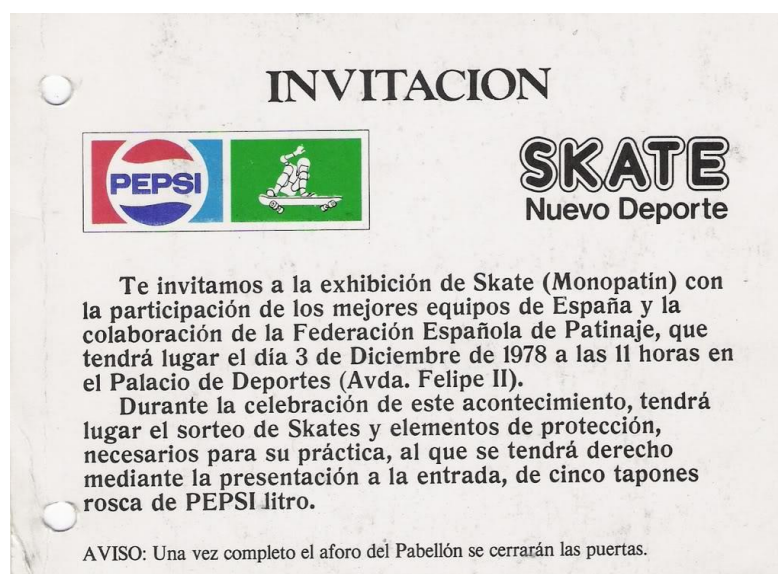 INVITACION
PEPSI
SKATE
Nuevo Deporte
Te invitamos a la exhibición de Skate (Monopatín) con
la participación de los mejores equipos de España y la
colaboración de la Federación Española de Patinaje, que
tendrá lugar el día 3 de Diciembre de 1978 a las 11 horas en
el Palacio de Deportes (Avda. Felipe II).
Durante la celebración de este acontecimiento, tendrá
lugar el sorteo de Skates y elementos de protección,
necesarios para su práctica, al que se tendrá derecho
mediante la presentación a la entrada, de cinco tapones
rosca de PEPSI litro.
AVISO: Una vez completo el aforo del Pabellón se cerrarán las puertas.